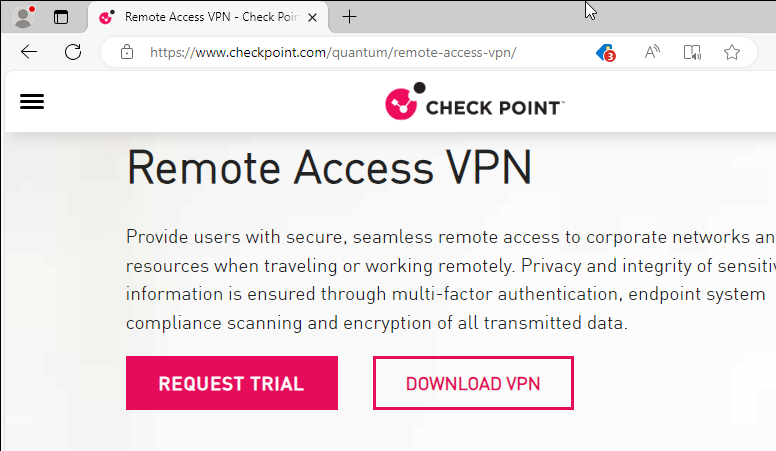 Remote Access VPN - Check Poin
https://www.checkpoint.com/quantum/remote-access-vpn/
3
CHECK POINT™
Remote Access VPN
Provide users with secure, seamless remote access to corporate networks an
resources when traveling or working remotely. Privacy and integrity of sensitiv
information is ensured through multi-factor authentication, endpoint system
compliance scanning and encryption of all transmitted data.
REQUEST TRIAL
DOWNLOAD VPN